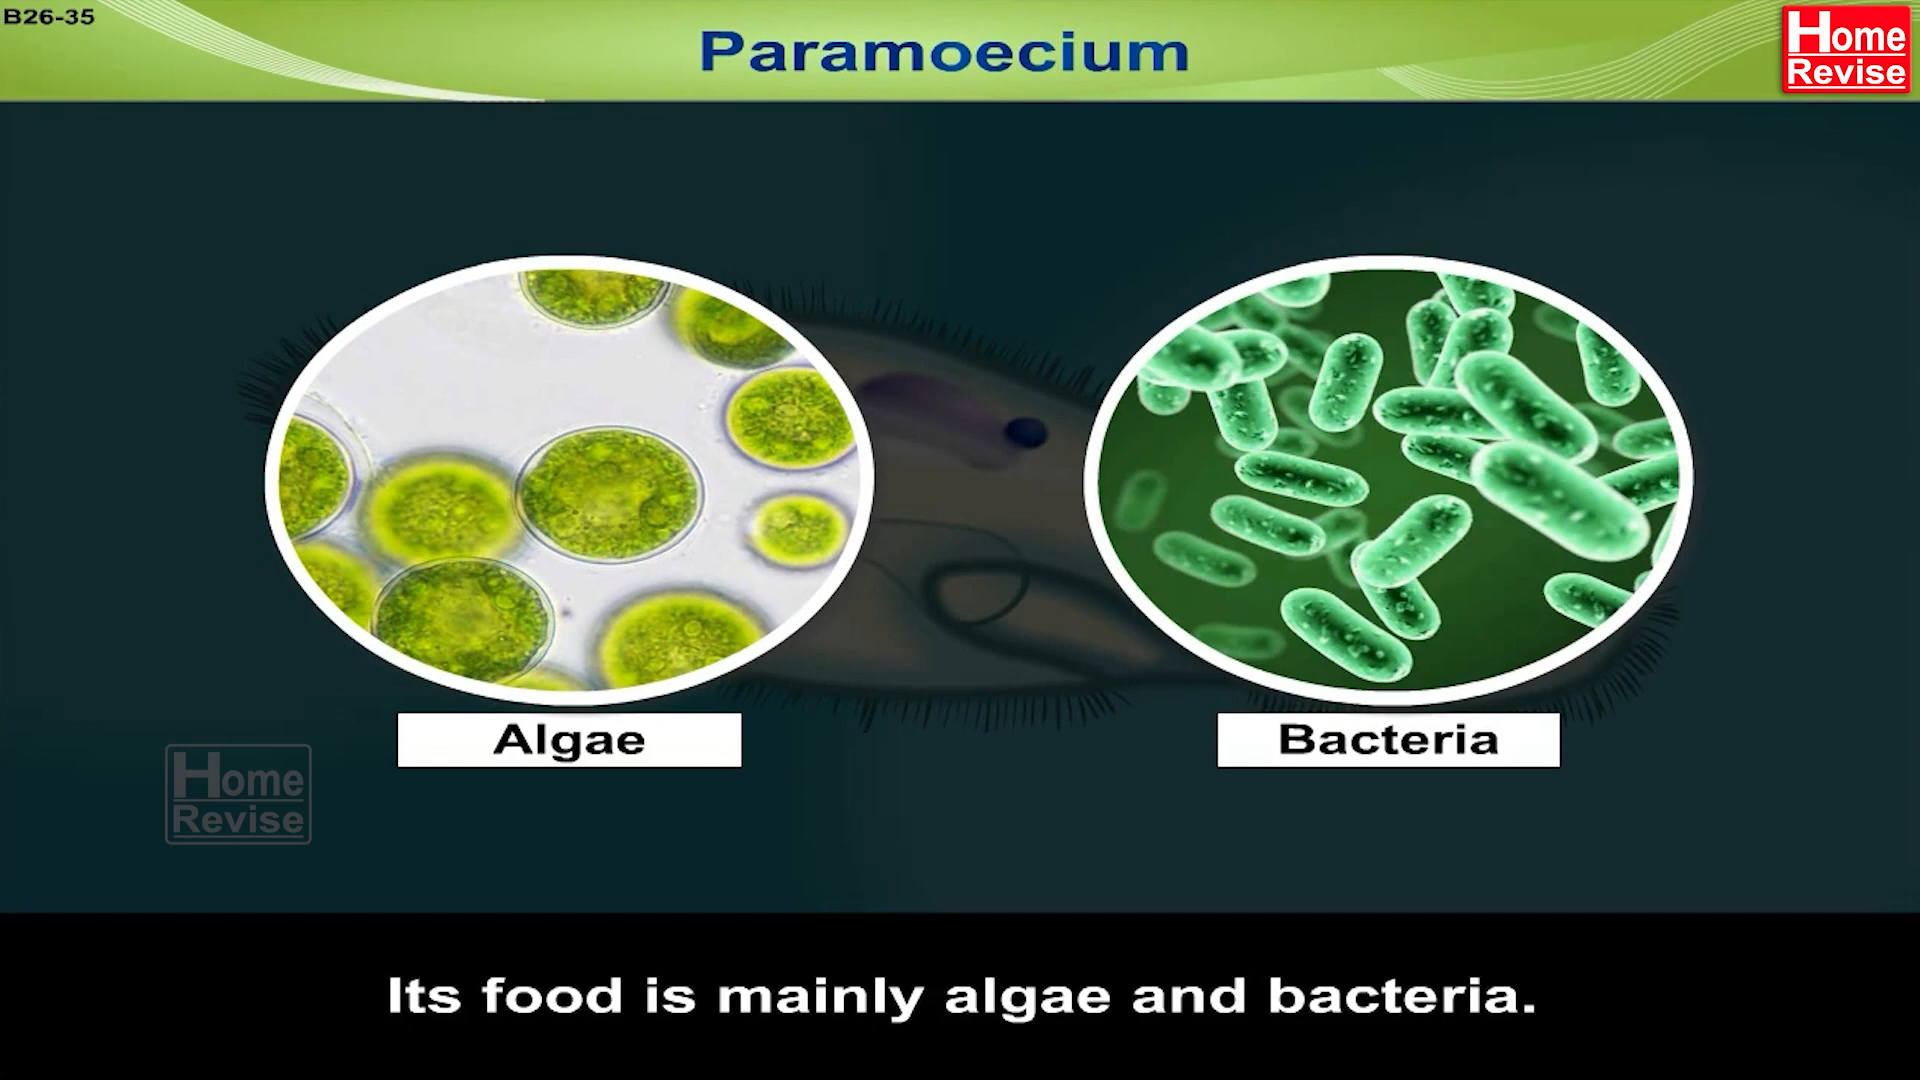 B26-35
Paramoecium
Home
Revise
Algae
Bacteria
Home
Revise
Its food is mainly algae and bacteria.